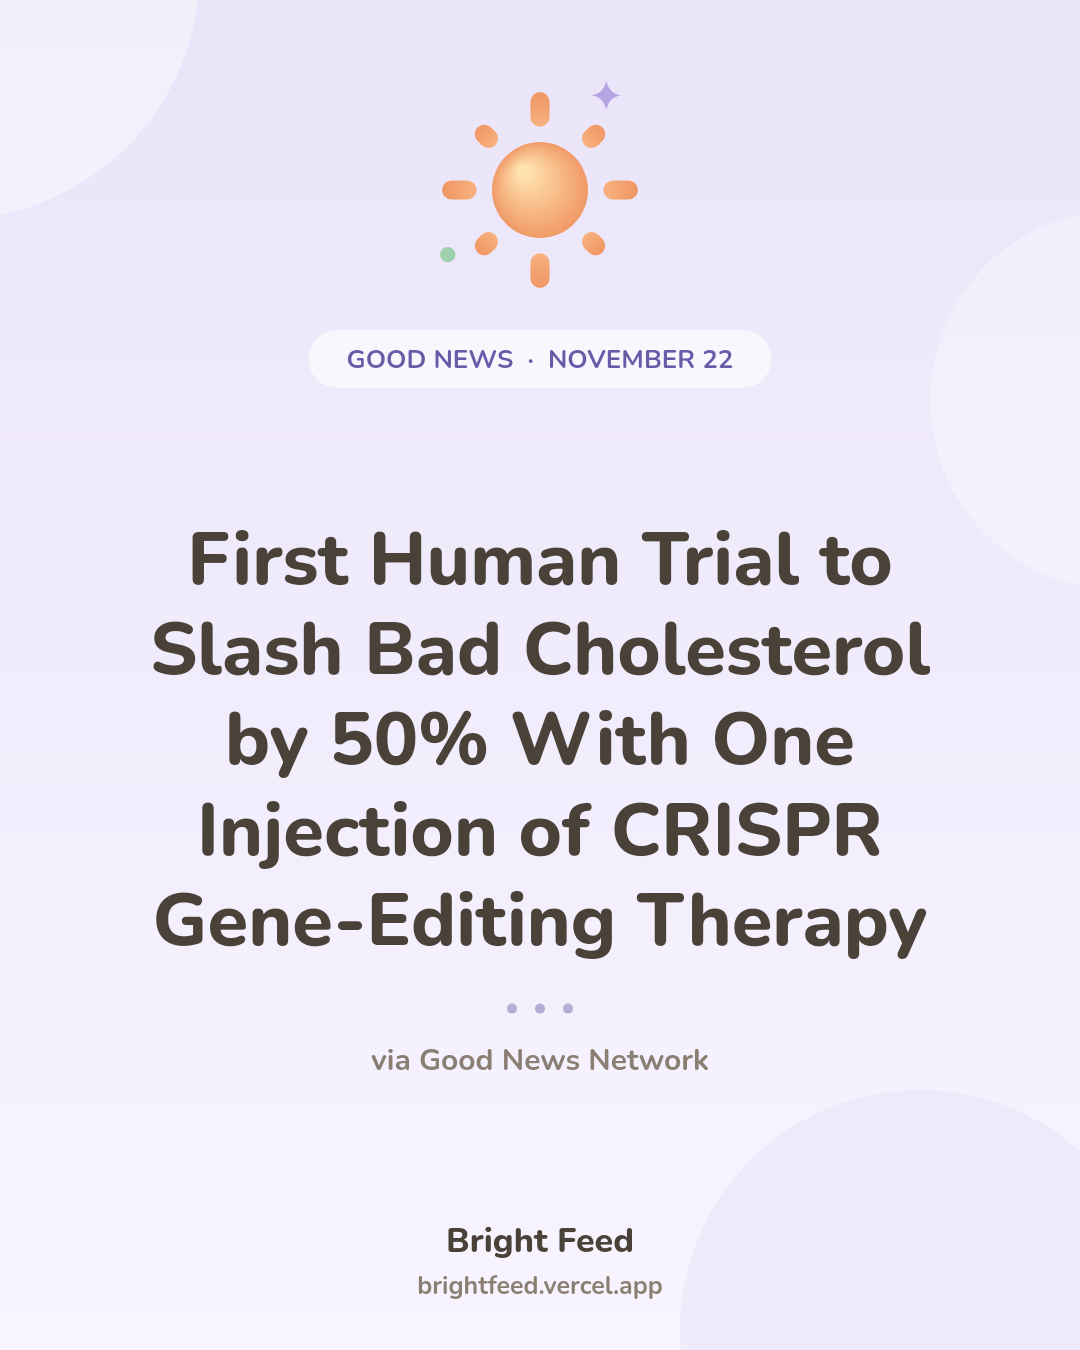 GOOD NEWS · NOVEMBER 22
First Human Trial to
Slash Bad Cholesterol
by 50% With One
Injection of CRISPR
Gene-Editing Therapy
via Good News Network
Bright Feed
brightfeed.vercel.app